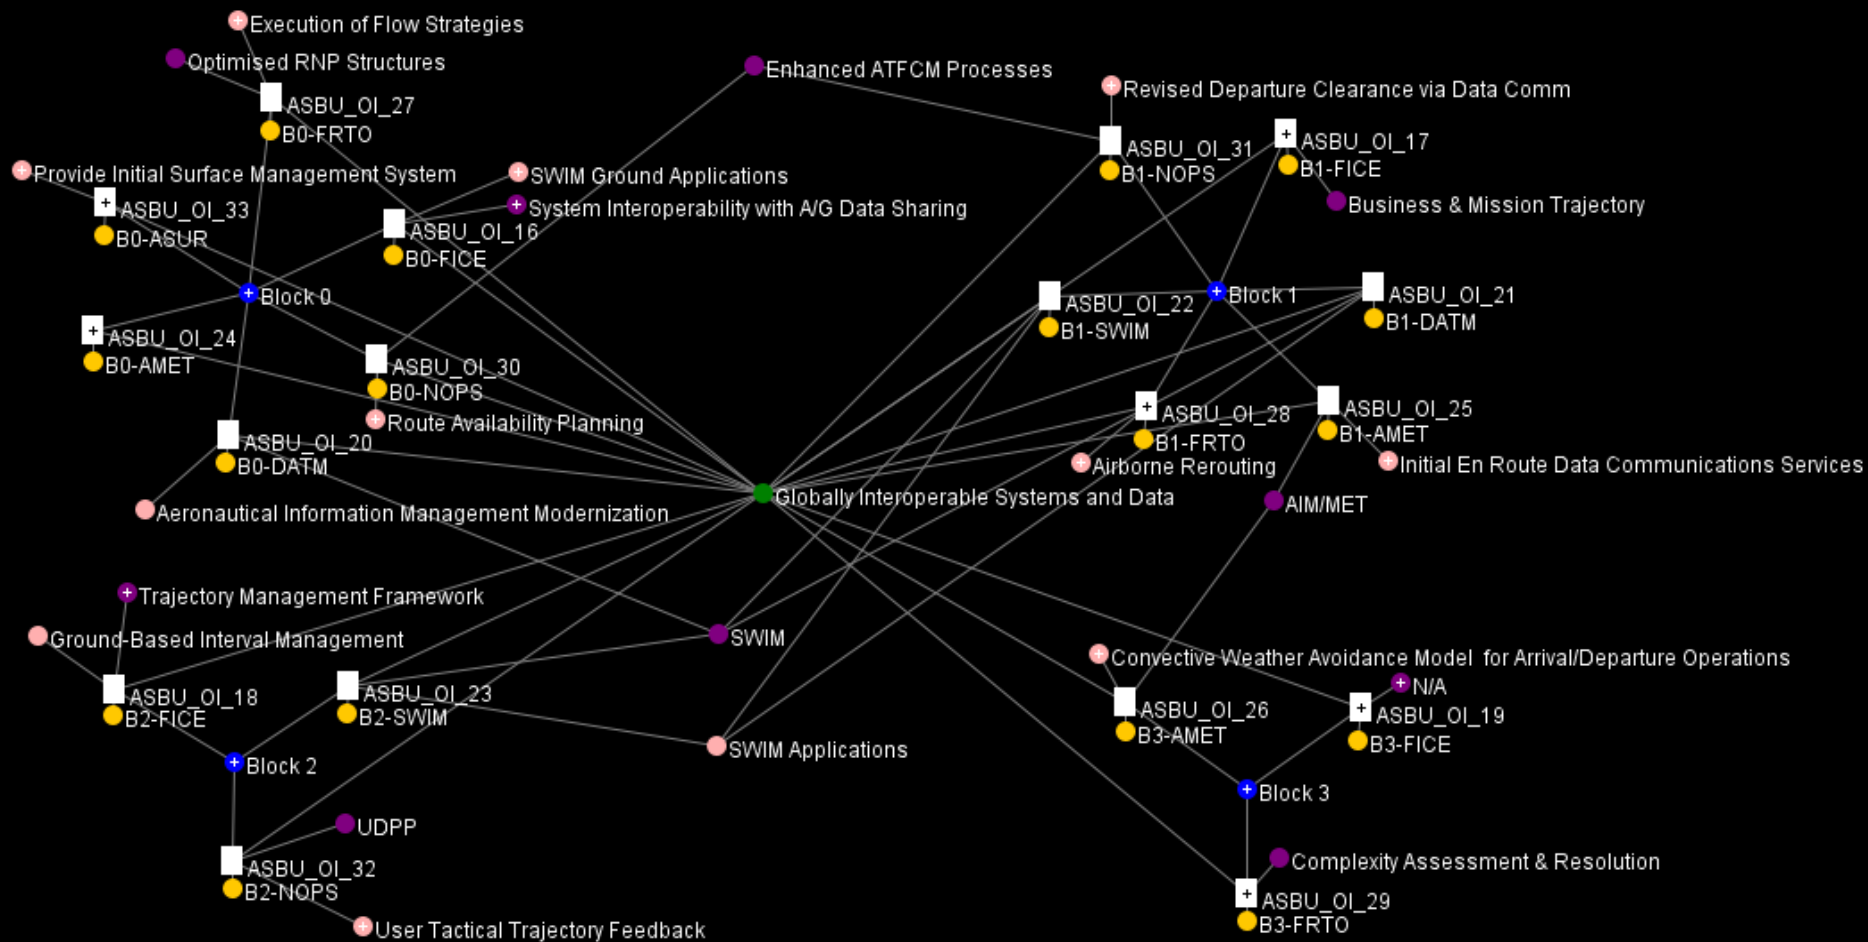 Execution of Flow Strategies
Optimised RNP Structures
Enhanced ATFCM Processes
Revised Departure Clearance via Data Comm
ASBU_OI_27
B0-FRTO
ASBU_OI_31
B1-NOPS
ASBU_OI_17
B1-FICE
Provide Initial Surface Management System
SWIM Ground Applications
System Interoperability with A/G Data Sharing
Business & Mission Trajectory
ASBU_OI_33
B0-ASUR
ASBU_OI_16
B0-FICE
Block 0
Block 1
ASBU_OI_22
B1-SWIM
ASBU_OI_21
B1-DATM
ASBU_OI_24
B0-AMET
ASBU_OI_30
B0-NOPS
Route Availability Planning
ASBU_OI_28
B1-FRTO
Airborne Rerouting
ASBU_OI_25
B1-AMET
Initial En Route Data Communications Services
ASBU_OI_20
B0-DATM
Globally Interoperable Systems and Data
AIM/MET
Aeronautical Information Management Modernization
Trajectory Management Framework
Ground-Based Interval Management
SWIM
Convective Weather Avoidance Model  for Arrival/Departure Operations
N/A
ASBU_OI_18
B2-FICE
ASBU_OI_23
B2-SWIM
ASBU_OI_26
B3-AMET
ASBU_OI_19
B3-FICE
SWIM Applications
Block 2
Block 3
UDPP
ASBU_OI_32
B2-NOPS
Complexity Assessment & Resolution
ASBU_OI_29
B3-FRTO
User Tactical Trajectory Feedback